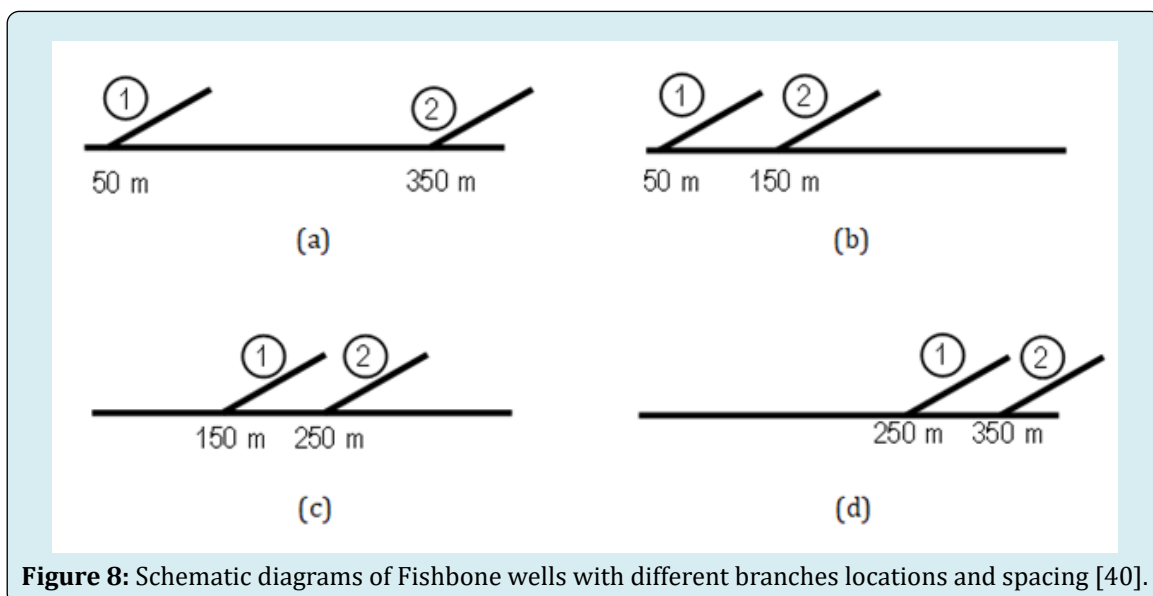 ① ② ① ②
50 m 350 m 50 m 150 m
(a) (b)
① ② ① ②
150 m 250 m 250 m 350 m
(c) (d)
Figure 8: Schematic diagrams of Fishbone wells with different branches locations and spacing [40].